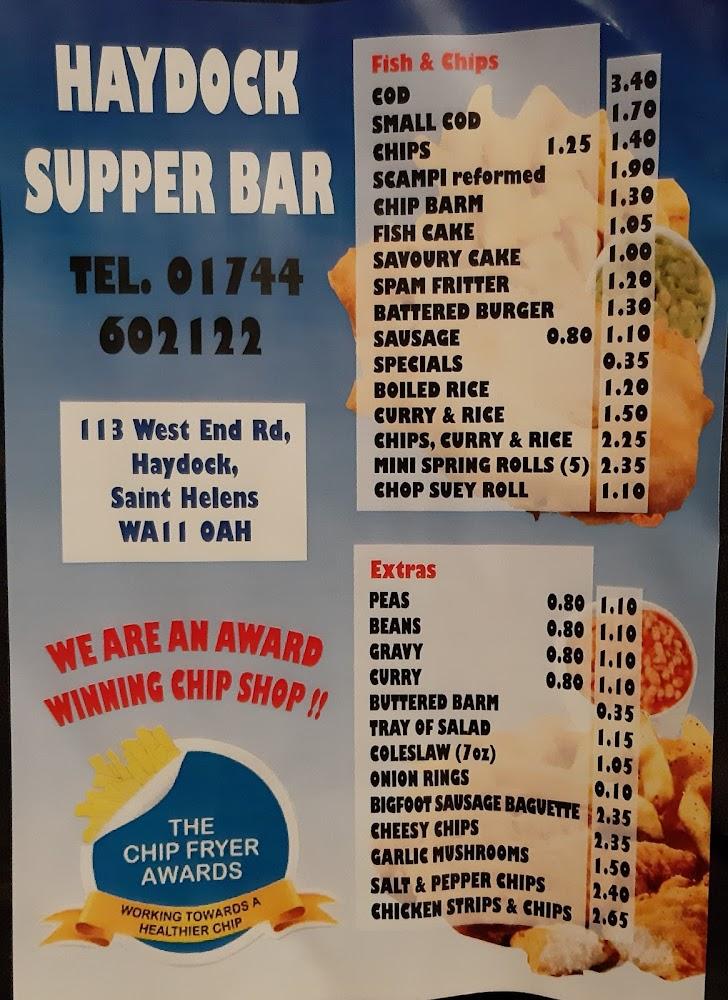 HAYDOCK
SUPPER BAR
TEL. 01744
602122
113 West End Rd,
Haydock,
Saint Helens
WA11 0AH
WE ARE AN AWARD
WINNING CHIP SHOP !!
THE
CHIP FRYER
AWARDS
WORKING TOWARDS A
HEALTHIER CHIP
Fish & Chips
COD 3.40
SMALL COD 1.70
CHIPS 1.25 1.40
SCAMPI reformed 1.90
CHIP BARM 1.30
FISH CAKE 1.05
SAVOURY CAKE 1.00
SPAM FRITTER 1.20
BATTERED BURGER 1.30
SAUSAGE 0.80 1.10
SPECIALS 0.35
BOILED RICE 1.20
CURRY & RICE 1.50
CHIPS, CURRY & RICE 2.25
MINI SPRING ROLLS (5) 2.35
CHOP SUEY ROLL 1.10
Extras
PEAS 0.80 1.10
BEANS 0.80 1.10
GRAVY 0.80 1.10
CURRY 0.80 1.10
BUTTERED BARM 0.35
TRAY OF SALAD 1.15
COLESLAW (7oz) 1.05
ONION RINGS 0.10
BIGFOOT SAUSAGE BAGUETTE 2.35
CHEESY CHIPS 2.35
GARLIC MUSHROOMS 1.50
SALT & PEPPER CHIPS 2.40
CHICKEN STRIPS & CHIPS 2.65